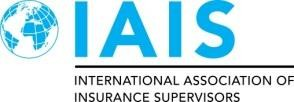 IAIS
INTERNATIONAL ASSOCIATION OF
INSURANCE SUPERVISORS